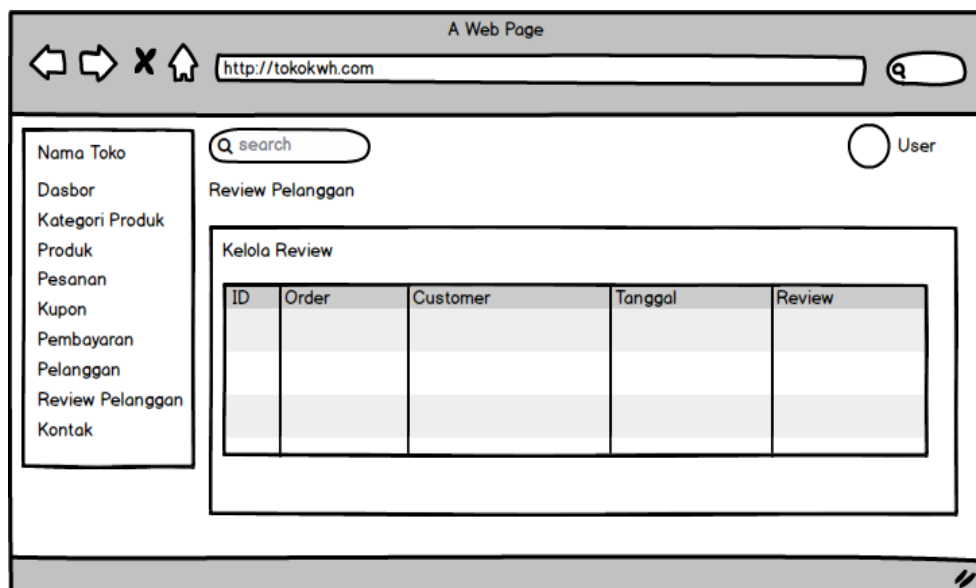 A Web Page
http://tokokwh.com
Nama Toko
Dasbor
Kategori Produk
Produk
Pesanan
Kupon
Pembayaran
Pelanggan
Review Pelanggan
Kontak
search
User
Review Pelanggan
Kelola Review
ID Order Customer Tanggal Review